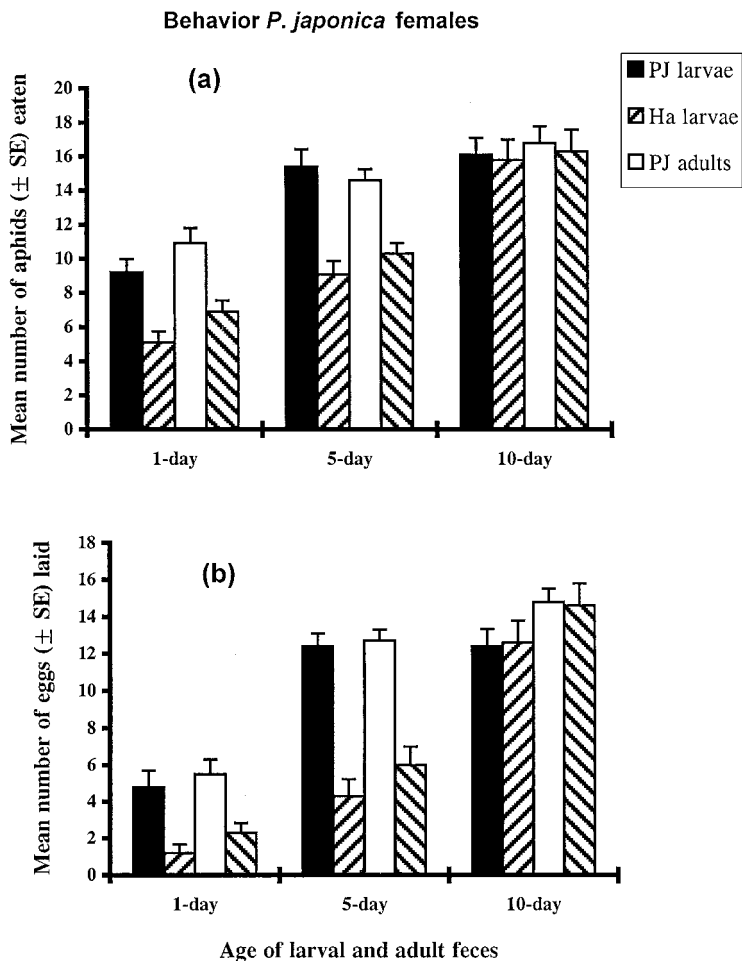 Behavior P. japonica females
(a)
PJ larvae
Ha larvae
PJ adults
Mean number of aphids (± SE) eaten
20
18
16
14
12
10
8
6
4
2
0
1-day 5-day 10-day
(b)
Mean number of eggs (± SE) laid
18
16
14
12
10
8
6
4
2
0
1-day 5-day 10-day
Age of larval and adult feces